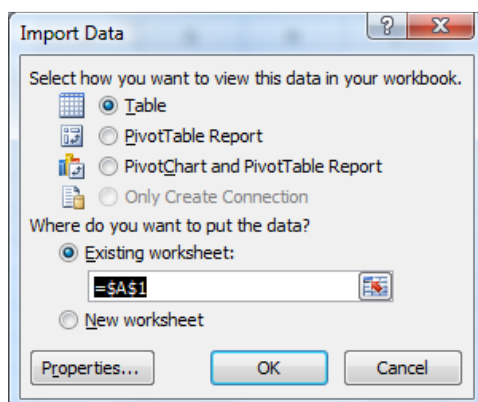 Import Data
Select how you want to view this data in your workbook.
Table
PivotTable Report
PivotChart and PivotTable Report
Only Create Connection
Where do you want to put the data?
Existing worksheet:
=$A$1
New worksheet
Properties... OK Cancel